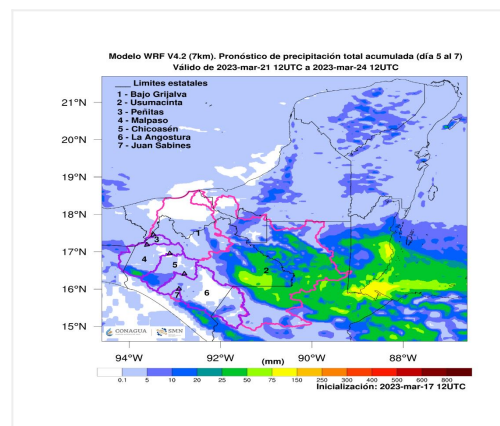 Modelo WRF V4.2 (7km). Pronóstico de precipitación total acumulada (día 5 al 7)
Válido de 2023-mar-21 12UTC a 2023-mar-24 12UTC
Limites estatales
1 - Bajo Grijalva
2 - Usumacinta
3 - Peñitas
4 - Malpaso
5 - Chicoasén
6 - La Angostura
7 - Juan Sabines
21°N
20°N
19°N
18°N
17°N
16°N
15°N
1
3
4
5
2
6
7
CONAGUA SMN
94°W 92°W 90°W 88°W
(mm)
0.1 5 10 20 25 50 75 150 250 300 400 500 600 800
Inicialización: 2023-mar-17 12UTC